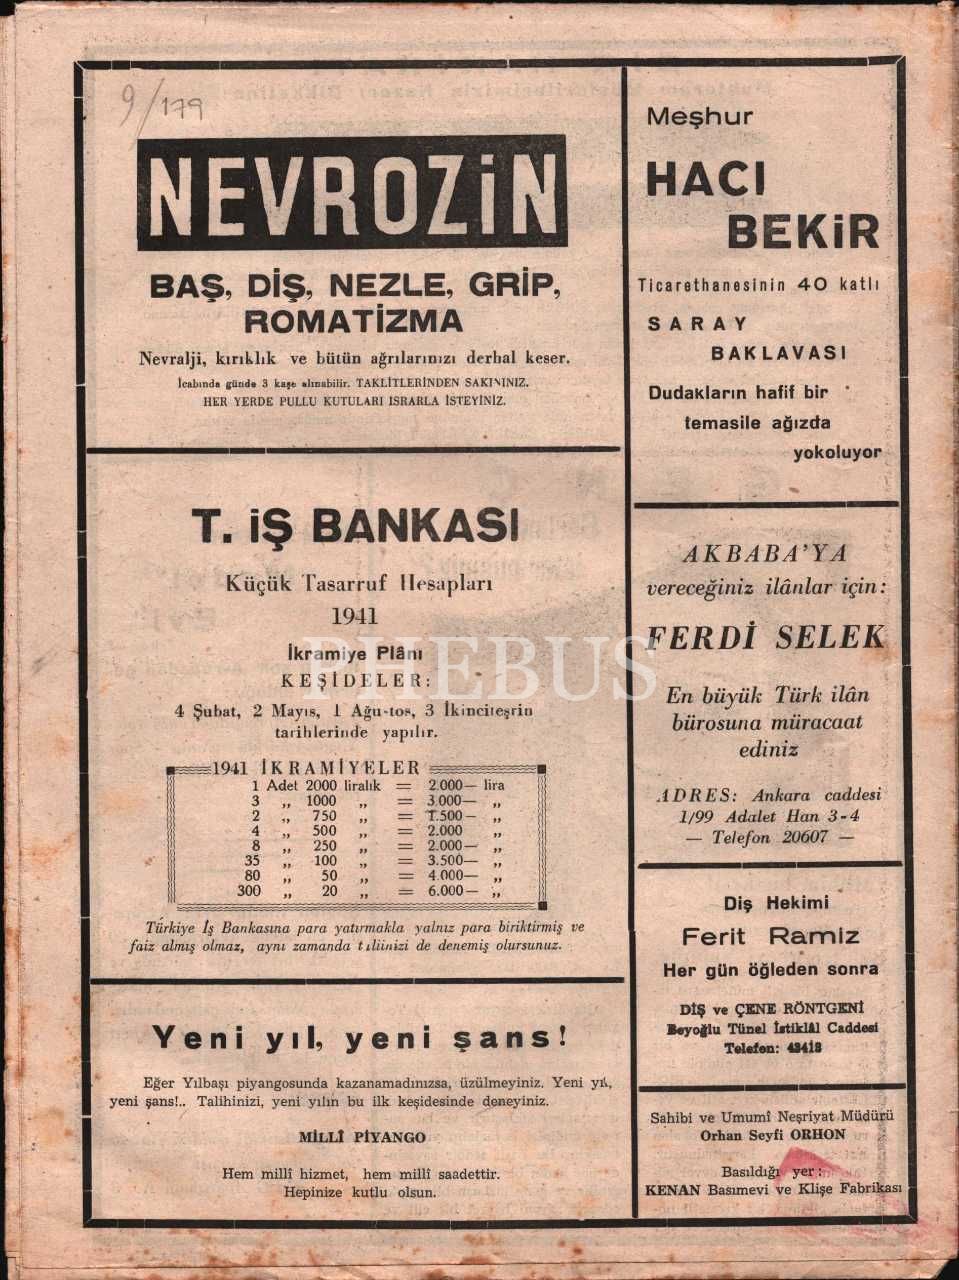 9/179
NEVROZiN
BAŞ, DİŞ, NEZLE, GRİP,
ROMATİZMA
Nevralji, kırıklık ve bütün ağrılarınızı derhal keser.
İcabında günde 3 kaşe alınabilir. TAKLİTLERİNDEN SAKININIZ.
HER YERDE PULLU KUTULARI ISRARLA İSTEYİNİZ.
T. İŞ BANKASI
Küçük Tasarruf Hesapları
1941
İkramiye Plânı
KEŞİDELER:
4 Şubat, 2 Mayıs, 1 Ağustos, 3 İkinciteşrin
tarihlerinde yapılır.
1941 İKRAMİYELER
1 Adet 2000 liralık = 2.000— lira
3 ,, 1000 ,, = 3.000— ,,
2 ,, 750 ,, = 1.500— ,,
4 ,, 500 ,, = 2.000 ,,
8 ,, 250 ,, = 2.000— ,,
35 ,, 100 ,, = 3.500— ,,
80 ,, 50 ,, = 4.000— ,,
300 ,, 20 ,, = 6.000— ,,
Türkiye İş Bankasına para yatırmakla yalnız para biriktirmiş ve
faiz almış olmaz, aynı zamanda taliinizi de denemiş olursunuz.
Yeni yıl, yeni şans!
Eğer Yılbaşı piyangosunda kazanamadınızsa, üzülmeyiniz. Yeni yıl,
yeni şans!.. Talihinizi, yeni yılın bu ilk keşidesinde deneyiniz.
MİLLÎ PİYANGO
Hem millî hizmet, hem millî saadettir.
Hepinize kutlu olsun.
Meşhur
HACI
BEKiR
Ticarethanesinin 40 katlı
SARAY
BAKLAVASI
Dudakların hafif bir
temasile ağızda
yokoluyor
AKBABA'YA
vereceğiniz ilânlar için:
FERDİ SELEK
En büyük Türk ilân
bürosuna müracaat
ediniz
ADRES: Ankara caddesi
1/99 Adalet Han 3-4
— Telefon 20607 —
Diş Hekimi
Ferit Ramiz
Her gün öğleden sonra
DİŞ ve ÇENE RÖNTGENİ
Beyoğlu Tünel İstiklâl Caddesi
Telefon: 43413
Sahibi ve Umumî Neşriyat Müdürü
Orhan Seyfi ORHON
Basıldığı yer:
KENAN Basımevi ve Klişe Fabrikası
PHEBUS